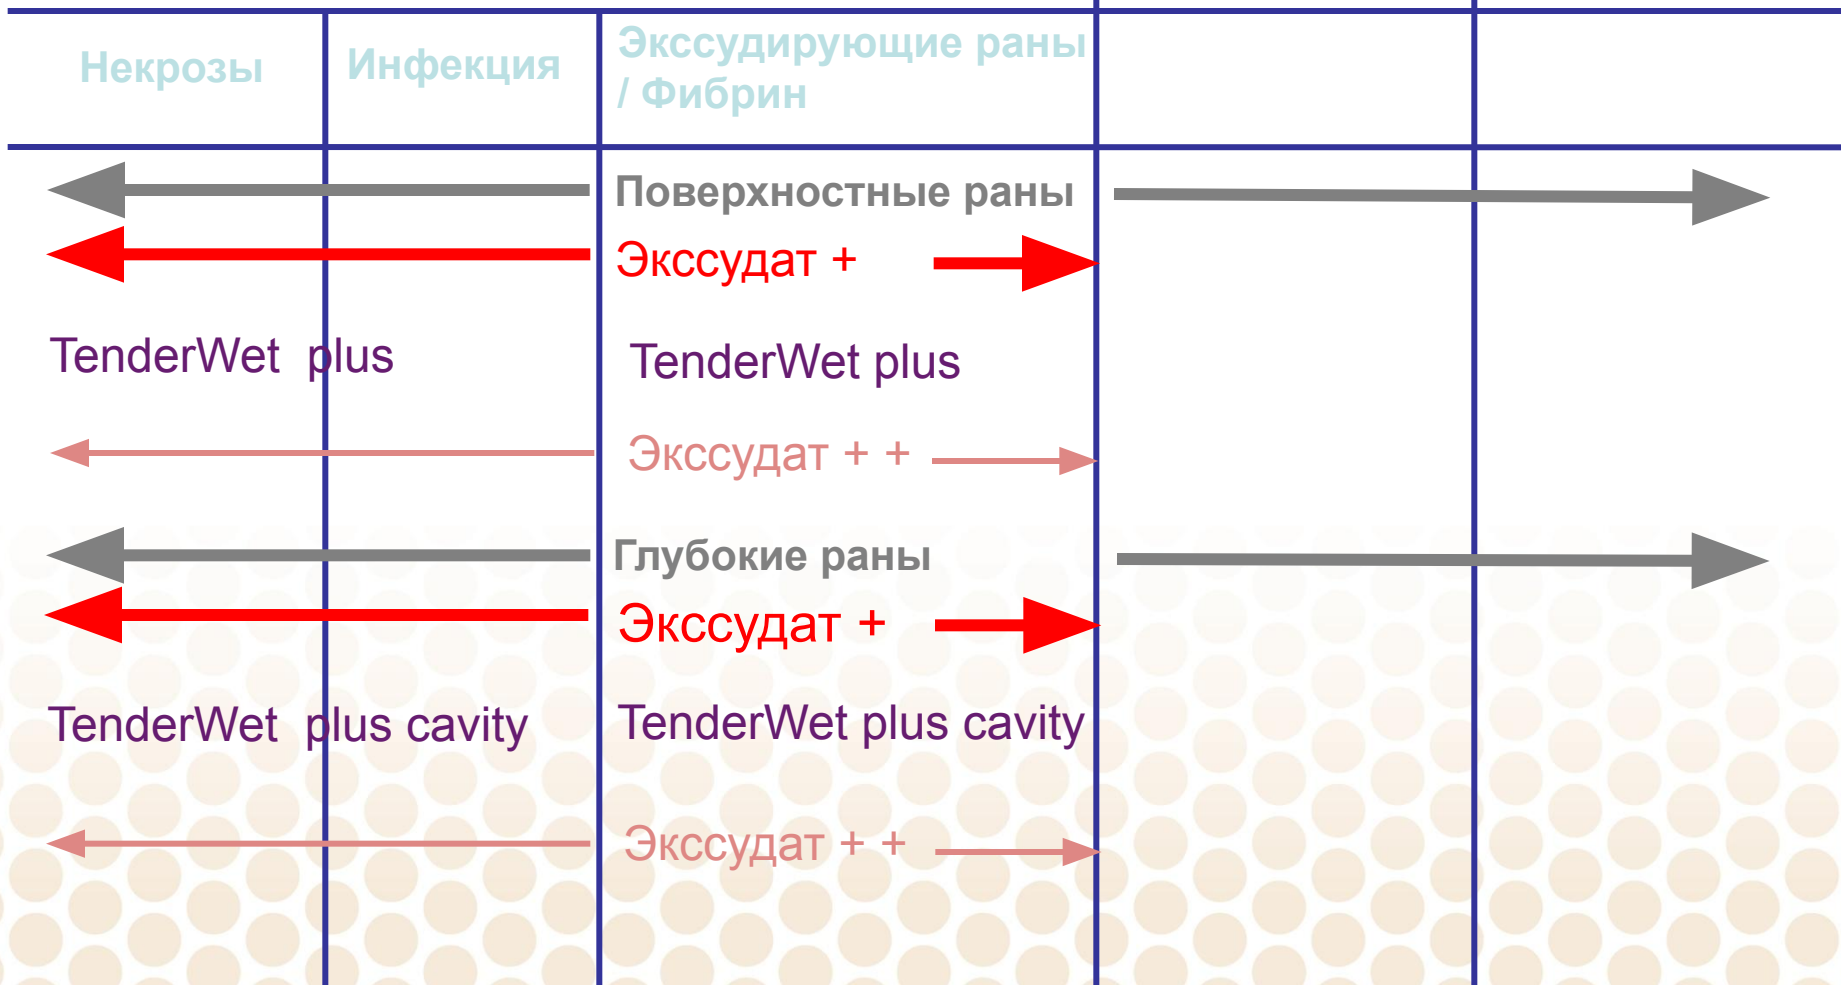 Некрозы
Инфекция
Экссудирующие раны
/ Фибрин
Поверхностные раны
Экссудат +
TenderWet plus
TenderWet plus
Экссудат + +
Глубокие раны
Экссудат +
TenderWet plus cavity
TenderWet plus cavity
Экссудат + +